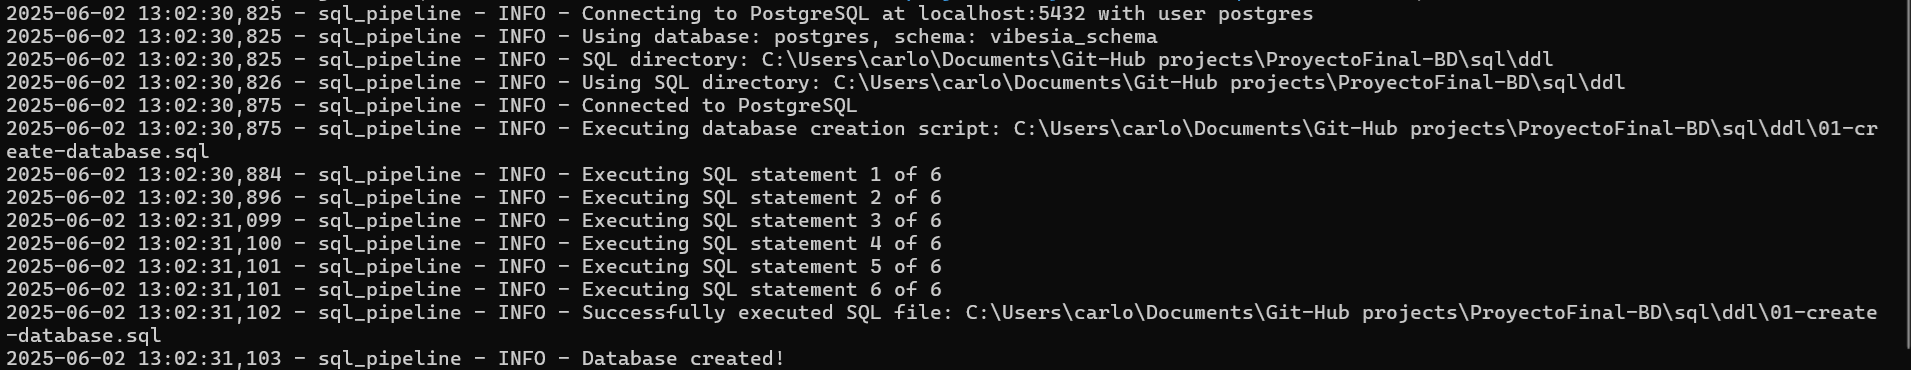 2025-06-02 13:02:30,825 - sql_pipeline - INFO - Connecting to PostgreSQL at localhost:5432 with user postgres
2025-06-02 13:02:30,825 - sql_pipeline - INFO - Using database: postgres, schema: vibesia_schema
2025-06-02 13:02:30,825 - sql_pipeline - INFO - SQL directory: C:\Users\carlo\Documents\Git-Hub projects\ProyectoFinal-BD\sql\ddl
2025-06-02 13:02:30,826 - sql_pipeline - INFO - Using SQL directory: C:\Users\carlo\Documents\Git-Hub projects\ProyectoFinal-BD\sql\ddl
2025-06-02 13:02:30,875 - sql_pipeline - INFO - Connected to PostgreSQL
2025-06-02 13:02:30,875 - sql_pipeline - INFO - Executing database creation script: C:\Users\carlo\Documents\Git-Hub projects\ProyectoFinal-BD\sql\ddl\01-cr
eate-database.sql
2025-06-02 13:02:30,884 - sql_pipeline - INFO - Executing SQL statement 1 of 6
2025-06-02 13:02:30,896 - sql_pipeline - INFO - Executing SQL statement 2 of 6
2025-06-02 13:02:31,099 - sql_pipeline - INFO - Executing SQL statement 3 of 6
2025-06-02 13:02:31,100 - sql_pipeline - INFO - Executing SQL statement 4 of 6
2025-06-02 13:02:31,101 - sql_pipeline - INFO - Executing SQL statement 5 of 6
2025-06-02 13:02:31,101 - sql_pipeline - INFO - Executing SQL statement 6 of 6
2025-06-02 13:02:31,102 - sql_pipeline - INFO - Successfully executed SQL file: C:\Users\carlo\Documents\Git-Hub projects\ProyectoFinal-BD\sql\ddl\01-create
-database.sql
2025-06-02 13:02:31,103 - sql_pipeline - INFO - Database created!